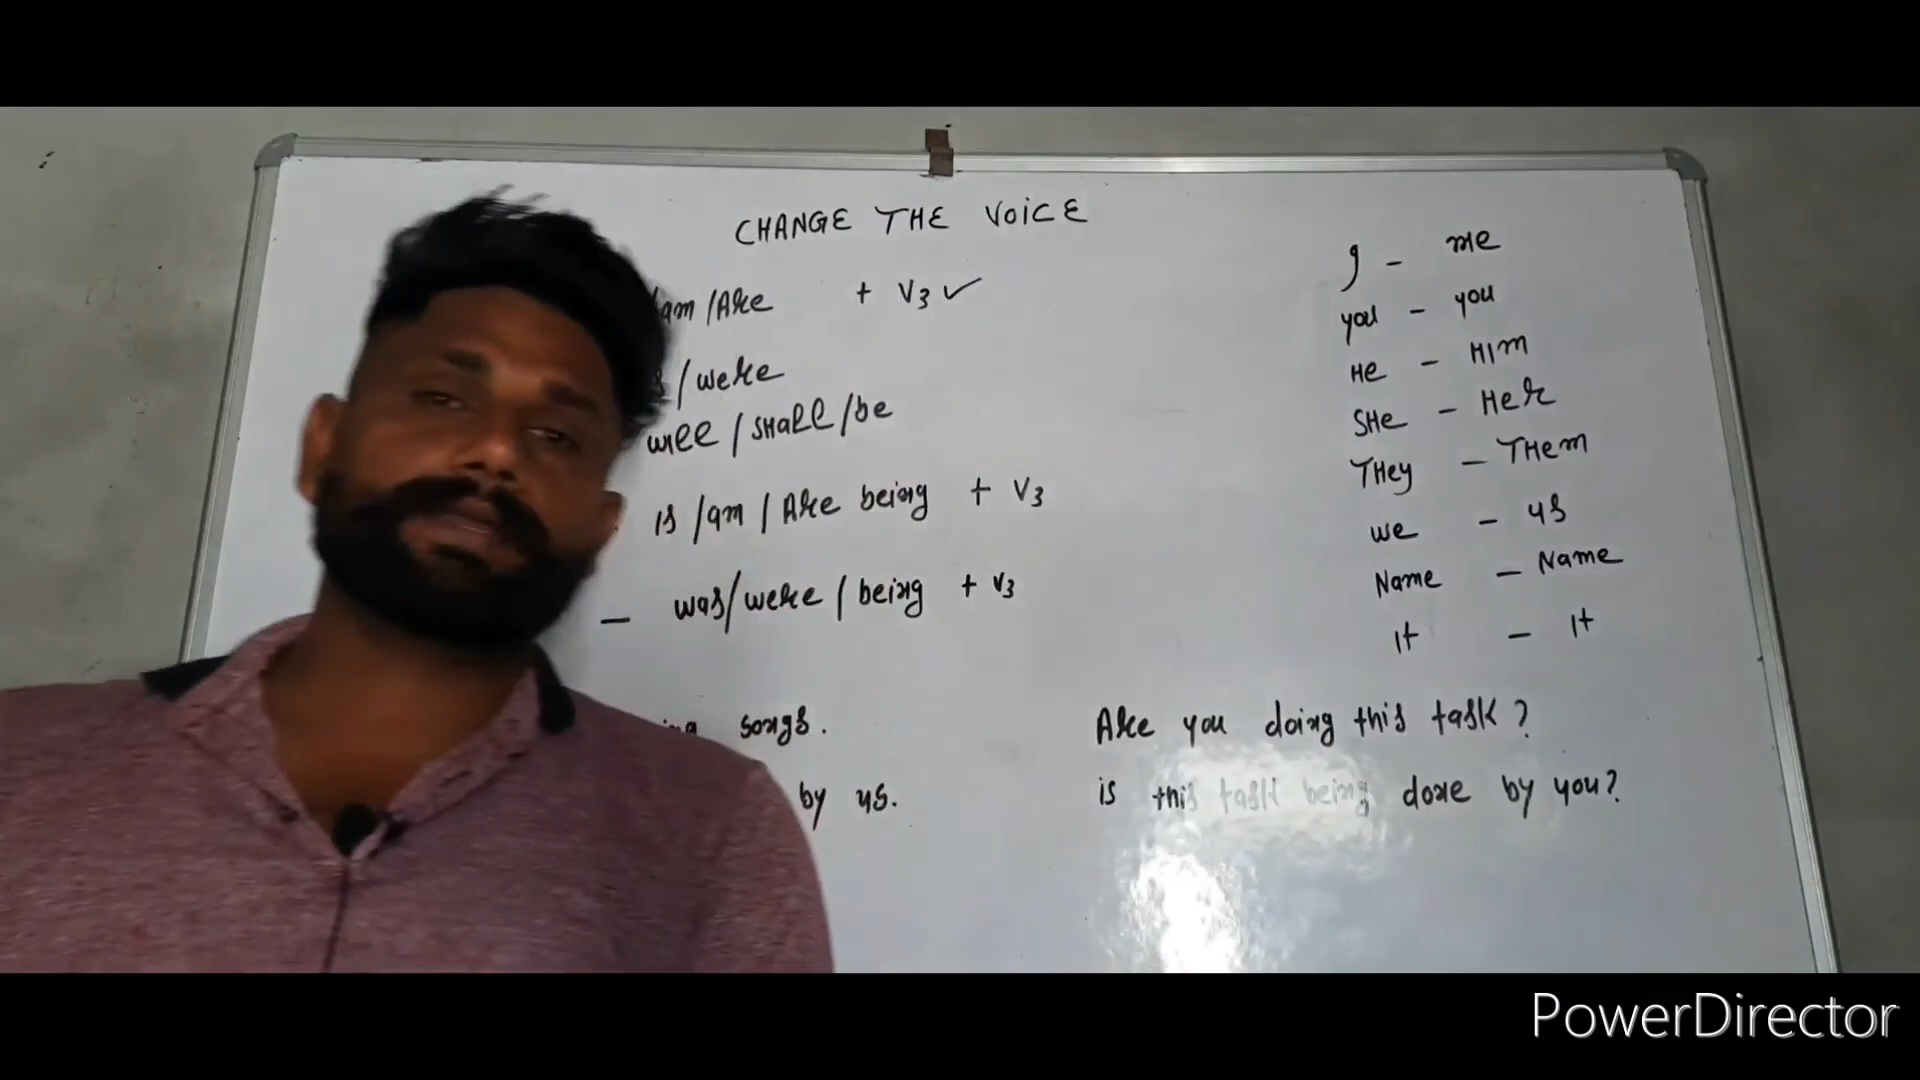 CHANGE THE VOICE
am / Are + V3 ✓
/ were
will / shall / be
is / am / Are being + V3
— was / were / being + V3
I - me
you - you
He - HIM
SHe - Her
THey - THem
we - us
Name - Name
It - It
songs.
by us.
Are you doing this task ?
is this task being done by you ?
PowerDirector